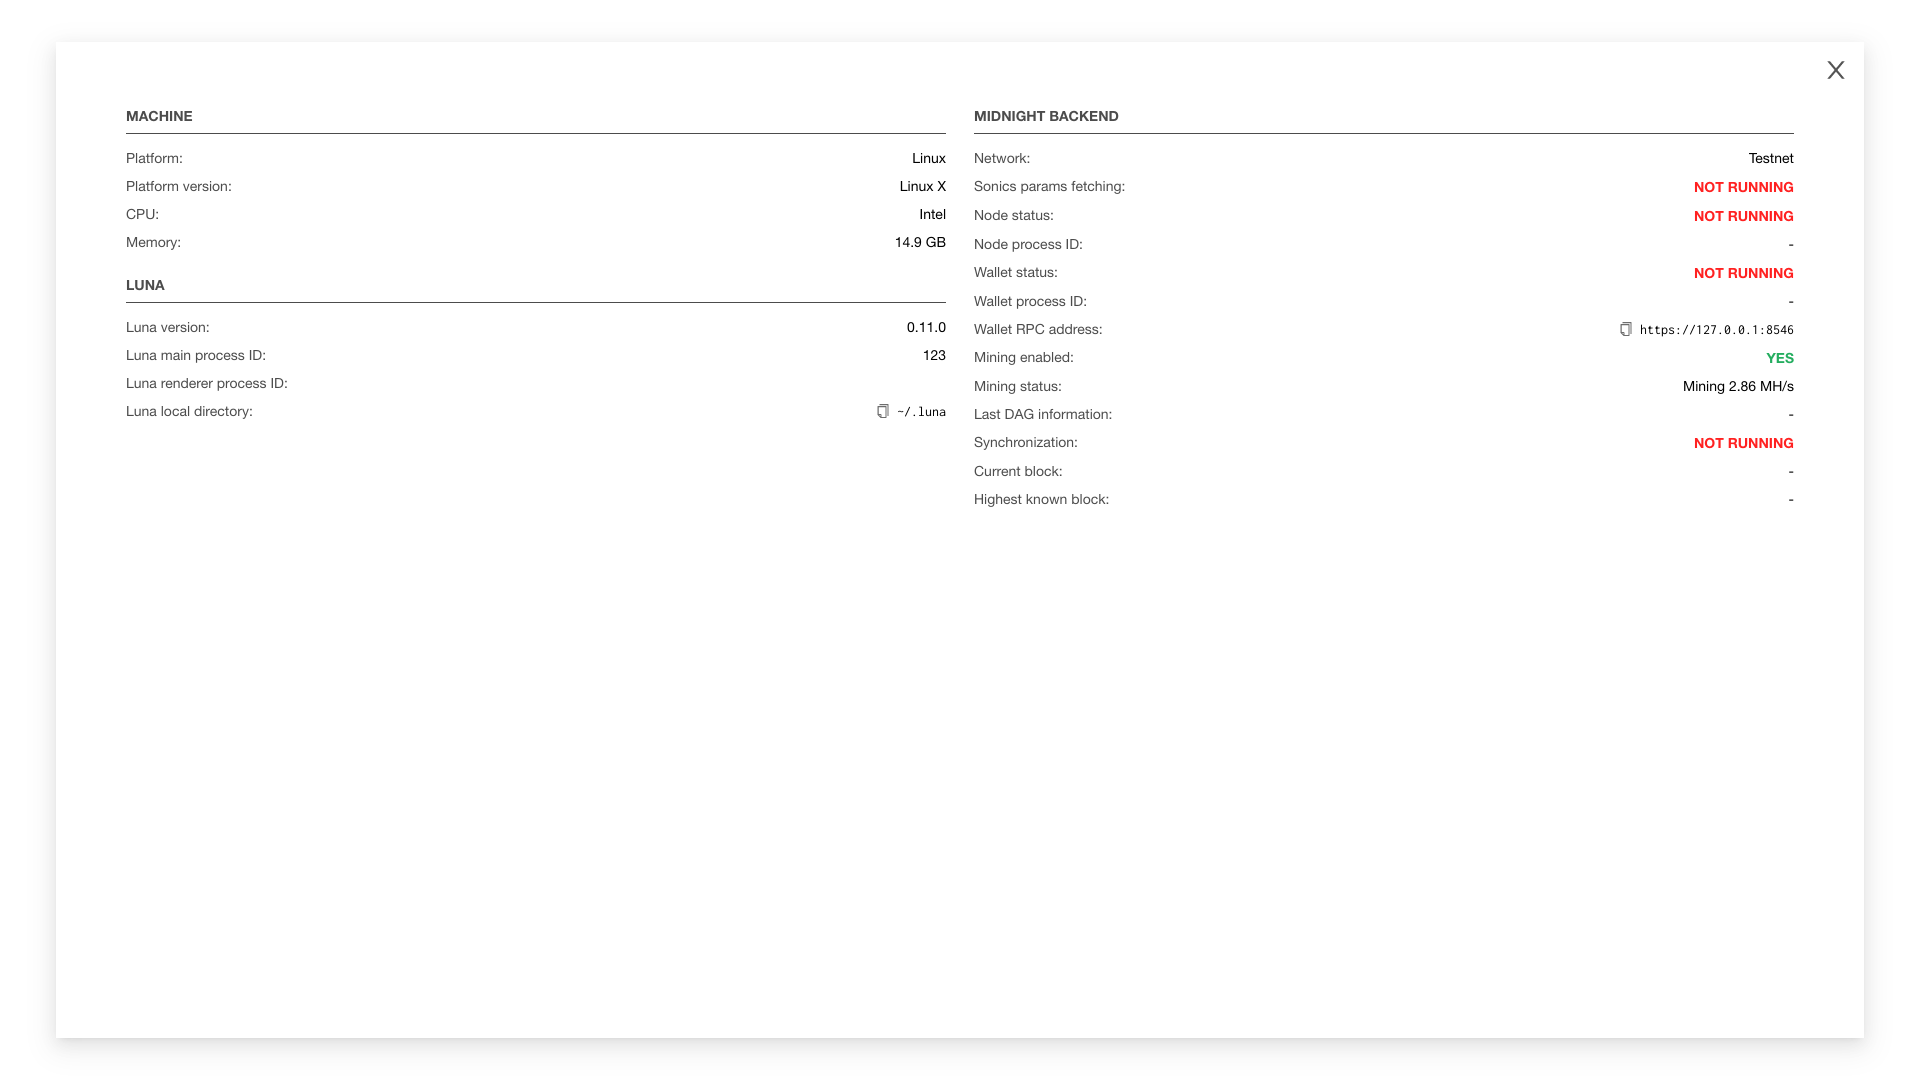 X
MACHINE
Platform: Linux
Platform version: Linux X
CPU: Intel
Memory: 14.9 GB
LUNA
Luna version: 0.11.0
Luna main process ID: 123
Luna renderer process ID:
Luna local directory: ~/.luna
MIDNIGHT BACKEND
Network: Testnet
Sonics params fetching: NOT RUNNING
Node status: NOT RUNNING
Node process ID: -
Wallet status: NOT RUNNING
Wallet process ID: -
Wallet RPC address: https://127.0.0.1:8546
Mining enabled: YES
Mining status: Mining 2.86 MH/s
Last DAG information: -
Synchronization: NOT RUNNING
Current block: -
Highest known block: -